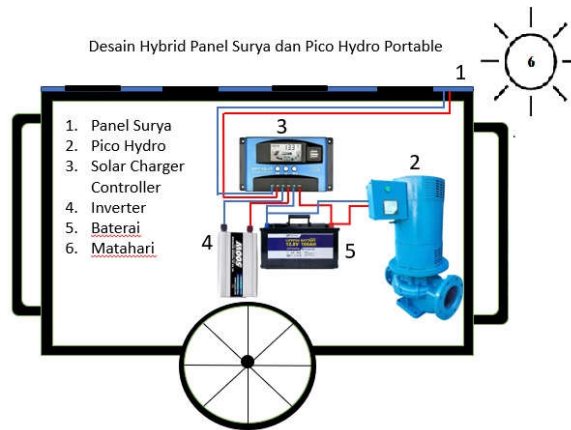 Desain Hybrid Panel Surya dan Pico Hydro Portable
6
1
1. Panel Surya
2. Pico Hydro
3. Solar Charger
Controller
4. Inverter
5. Baterai
6. Matahari
3
2
4
500W
5